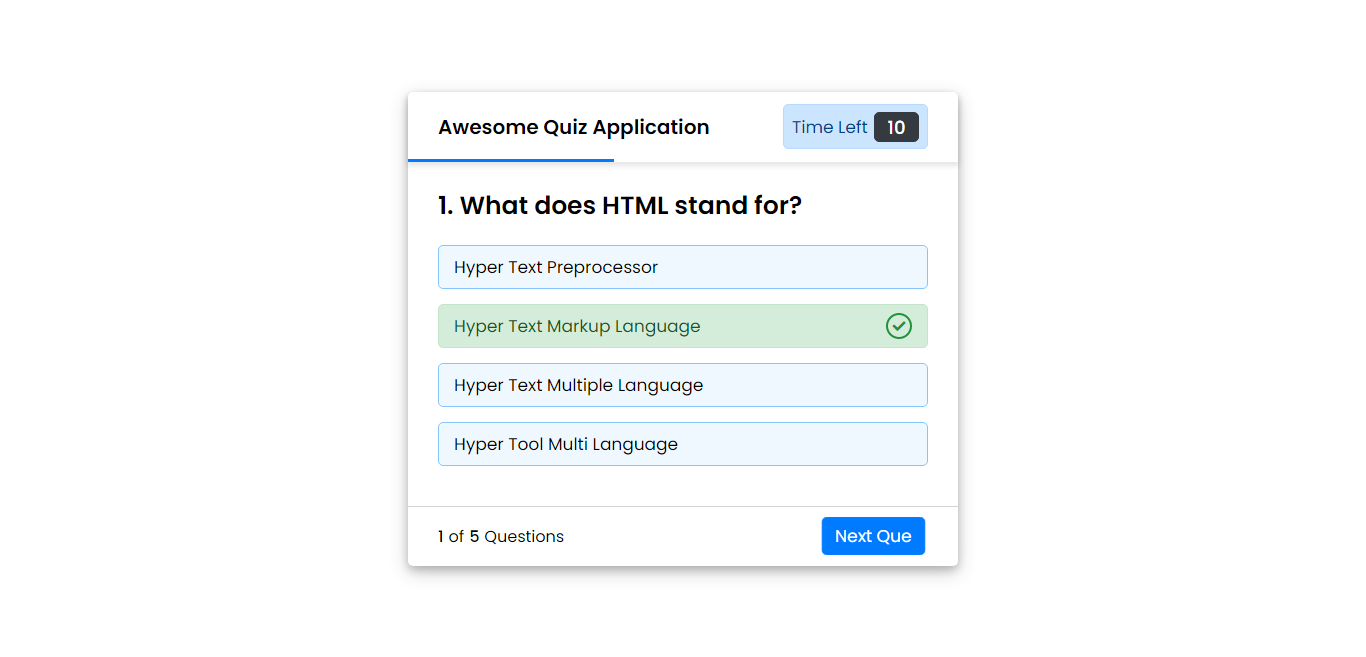 Awesome Quiz Application
Time Left 10
1. What does HTML stand for?
Hyper Text Preprocessor
Hyper Text Markup Language
Hyper Text Multiple Language
Hyper Tool Multi Language
1 of 5 Questions
Next Que